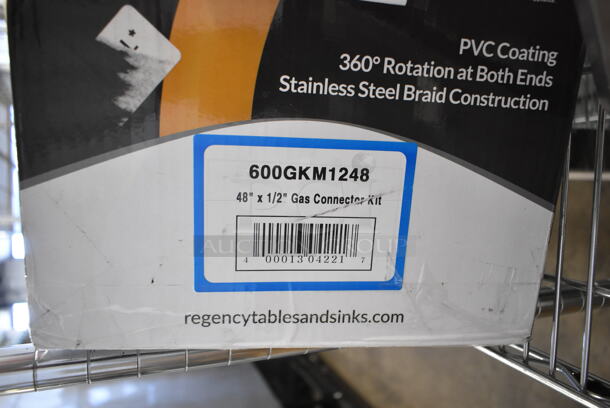 PVC Coating
360° Rotation at Both Ends
Stainless Steel Braid Construction
600GKM1248
48" x 1/2" Gas Connector Kit
4 00013 04221 7
regencytablesandsinks.com